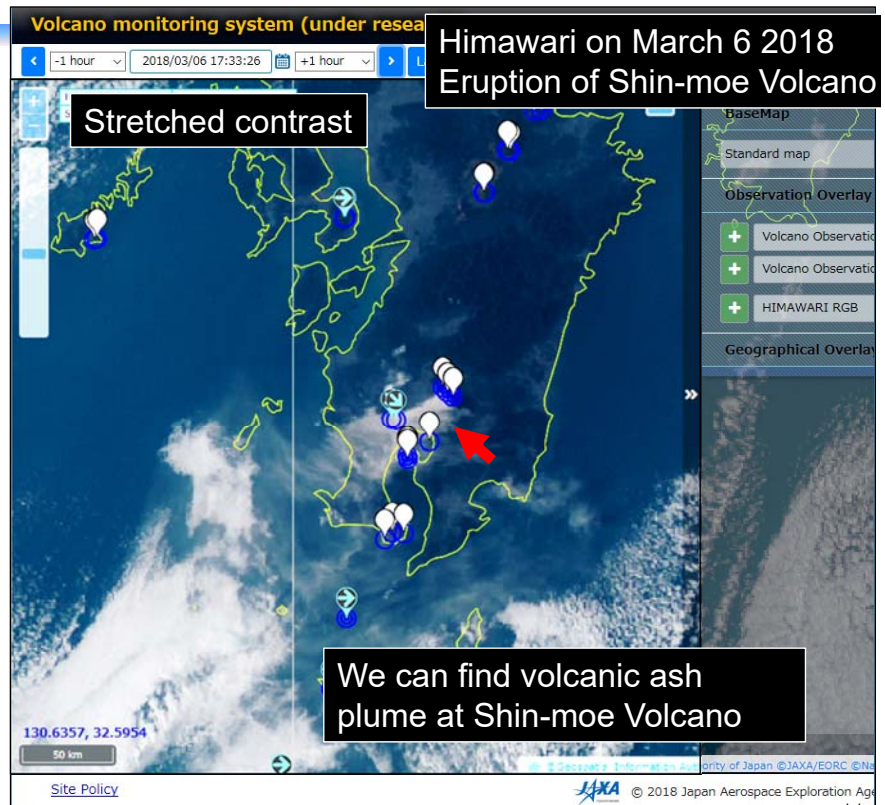 Volcano monitoring system (under resea
Himawari on March 6 2018
Eruption of Shin-moe Volcano
-1 hour
2018/03/06 17:33:26
+1 hour
Stretched contrast
BaseMap
Standard map
Observation Overlay
Volcano Observatio
Volcano Observatio
HIMAWARI RGB
Geographical Overlay
»
We can find volcanic ash
plume at Shin-moe Volcano
130.6357, 32.5954
50 km
©Geospatial Information Authority of Japan ©JAXA/EORC ©Na
Site Policy
JAXA © 2018 Japan Aerospace Exploration Age